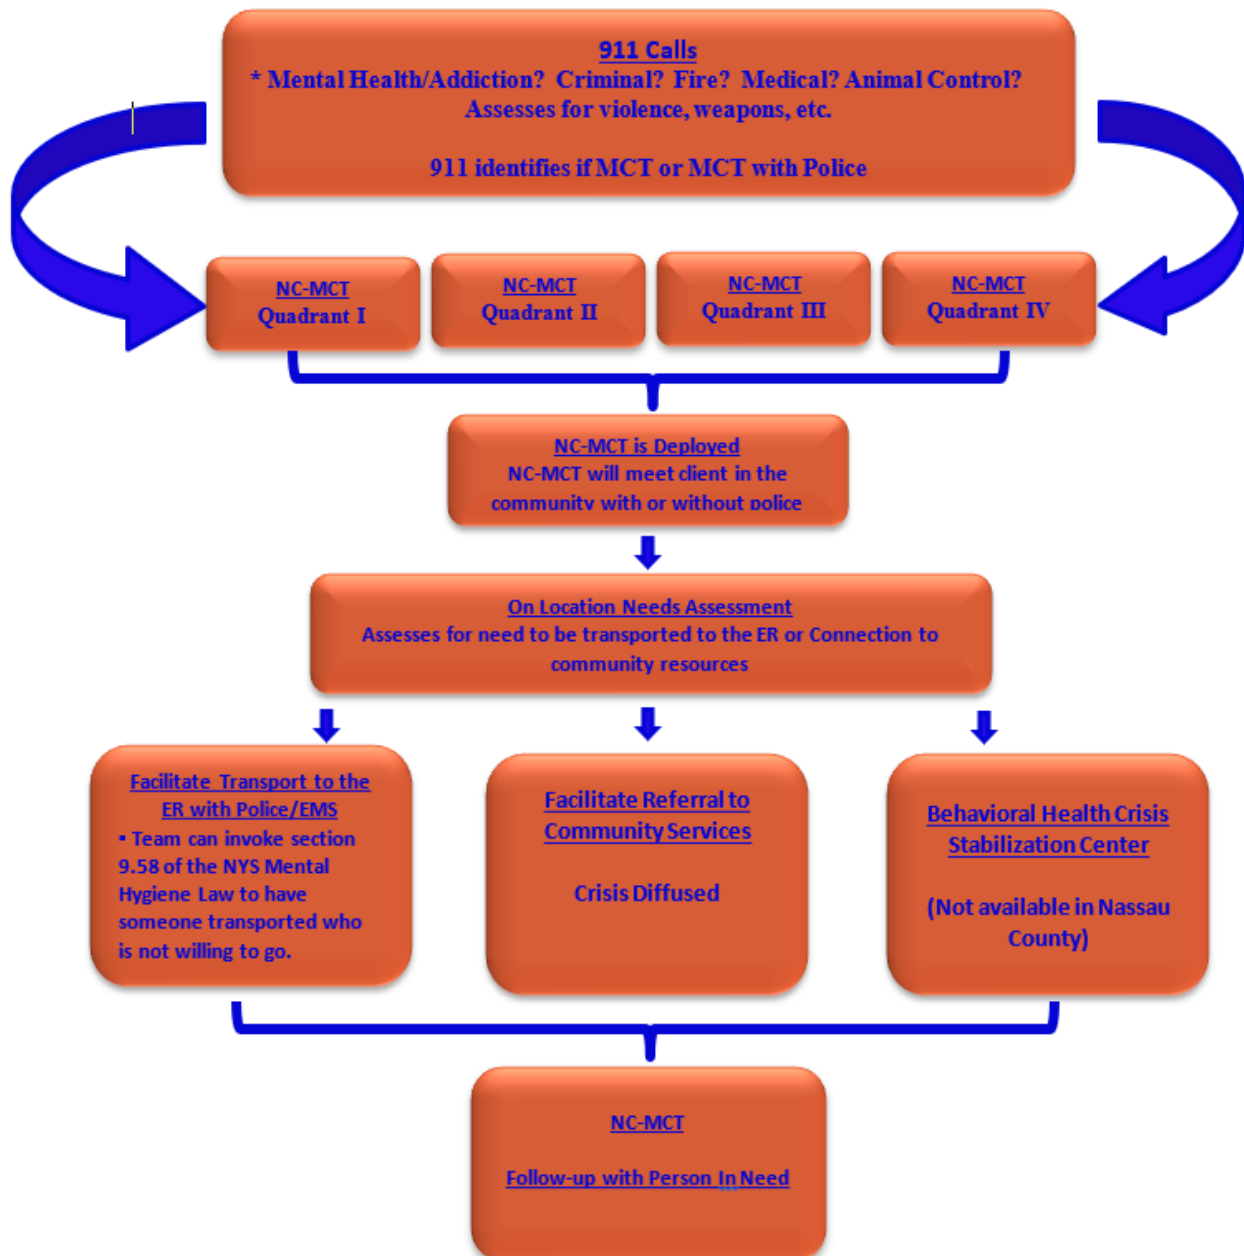 911 Calls
* Mental Health/Addiction? Criminal? Fire? Medical? Animal Control?
Assesses for violence, weapons, etc.
911 identifies if MCT or MCT with Police
NC-MCT
Quadrant I
NC-MCT
Quadrant II
NC-MCT
Quadrant III
NC-MCT
Quadrant IV
NC-MCT is Deployed
NC-MCT will meet client in the
community with or without police
On Location Needs Assessment
Assesses for need to be transported to the ER or Connection to
community resources
Facilitate Transport to the
ER with Police/EMS
▪ Team can invoke section
9.58 of the NYS Mental
Hygiene Law to have
someone transported who
is not willing to go.
Facilitate Referral to
Community Services
Crisis Diffused
Behavioral Health Crisis
Stabilization Center
(Not available in Nassau
County)
NC-MCT
Follow-up with Person In Need